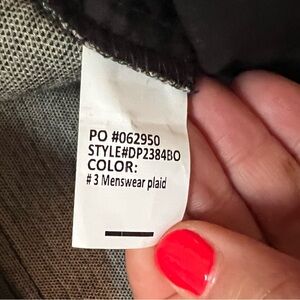 PO #062950
STYLE#DP2384BO
COLOR:
#3 Menswear plaid